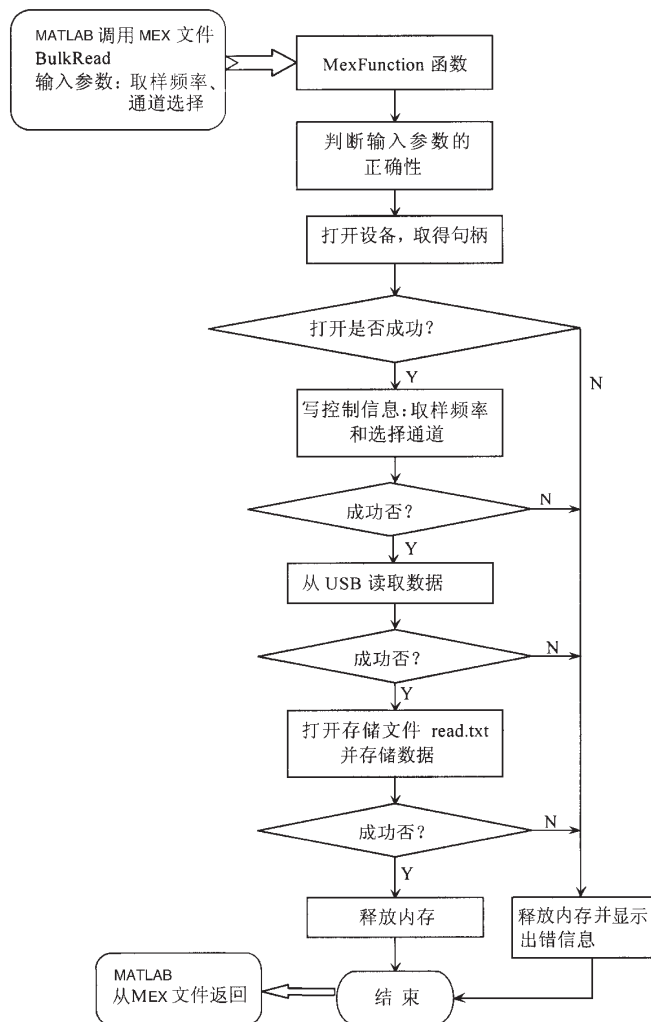 MATLAB 调用 MEX 文件
BulkRead
输入参数：取样频率、
通道选择
MexFunction 函数
判断输入参数的
正确性
打开设备，取得句柄
打开是否成功？
Y
N
写控制信息：取样频率
和选择通道
成功否？
N
Y
从 USB 读取数据
成功否？
N
Y
打开存储文件 read.txt
并存储数据
成功否？
N
Y
释放内存
释放内存并显示
出错信息
MATLAB
从MEX 文件返回
结 束